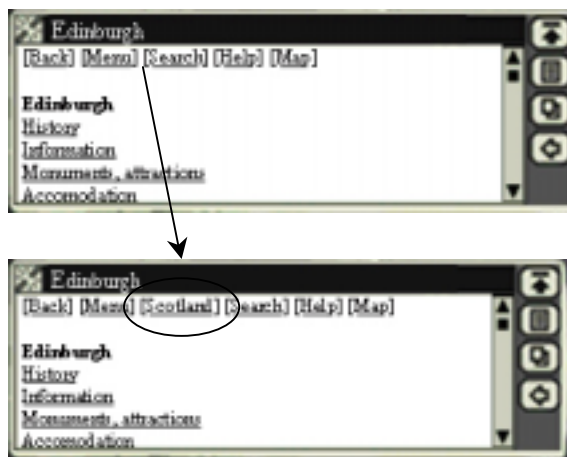 Edinburgh
[Back] [Menu] [Search] [Help] [Map]
Edinburgh
History
Information
Monuments, attractions
Accomodation
Edinburgh
[Back] [Menu] [Scotland] [Search] [Help] [Map]
Edinburgh
History
Information
Monuments, attractions
Accomodation